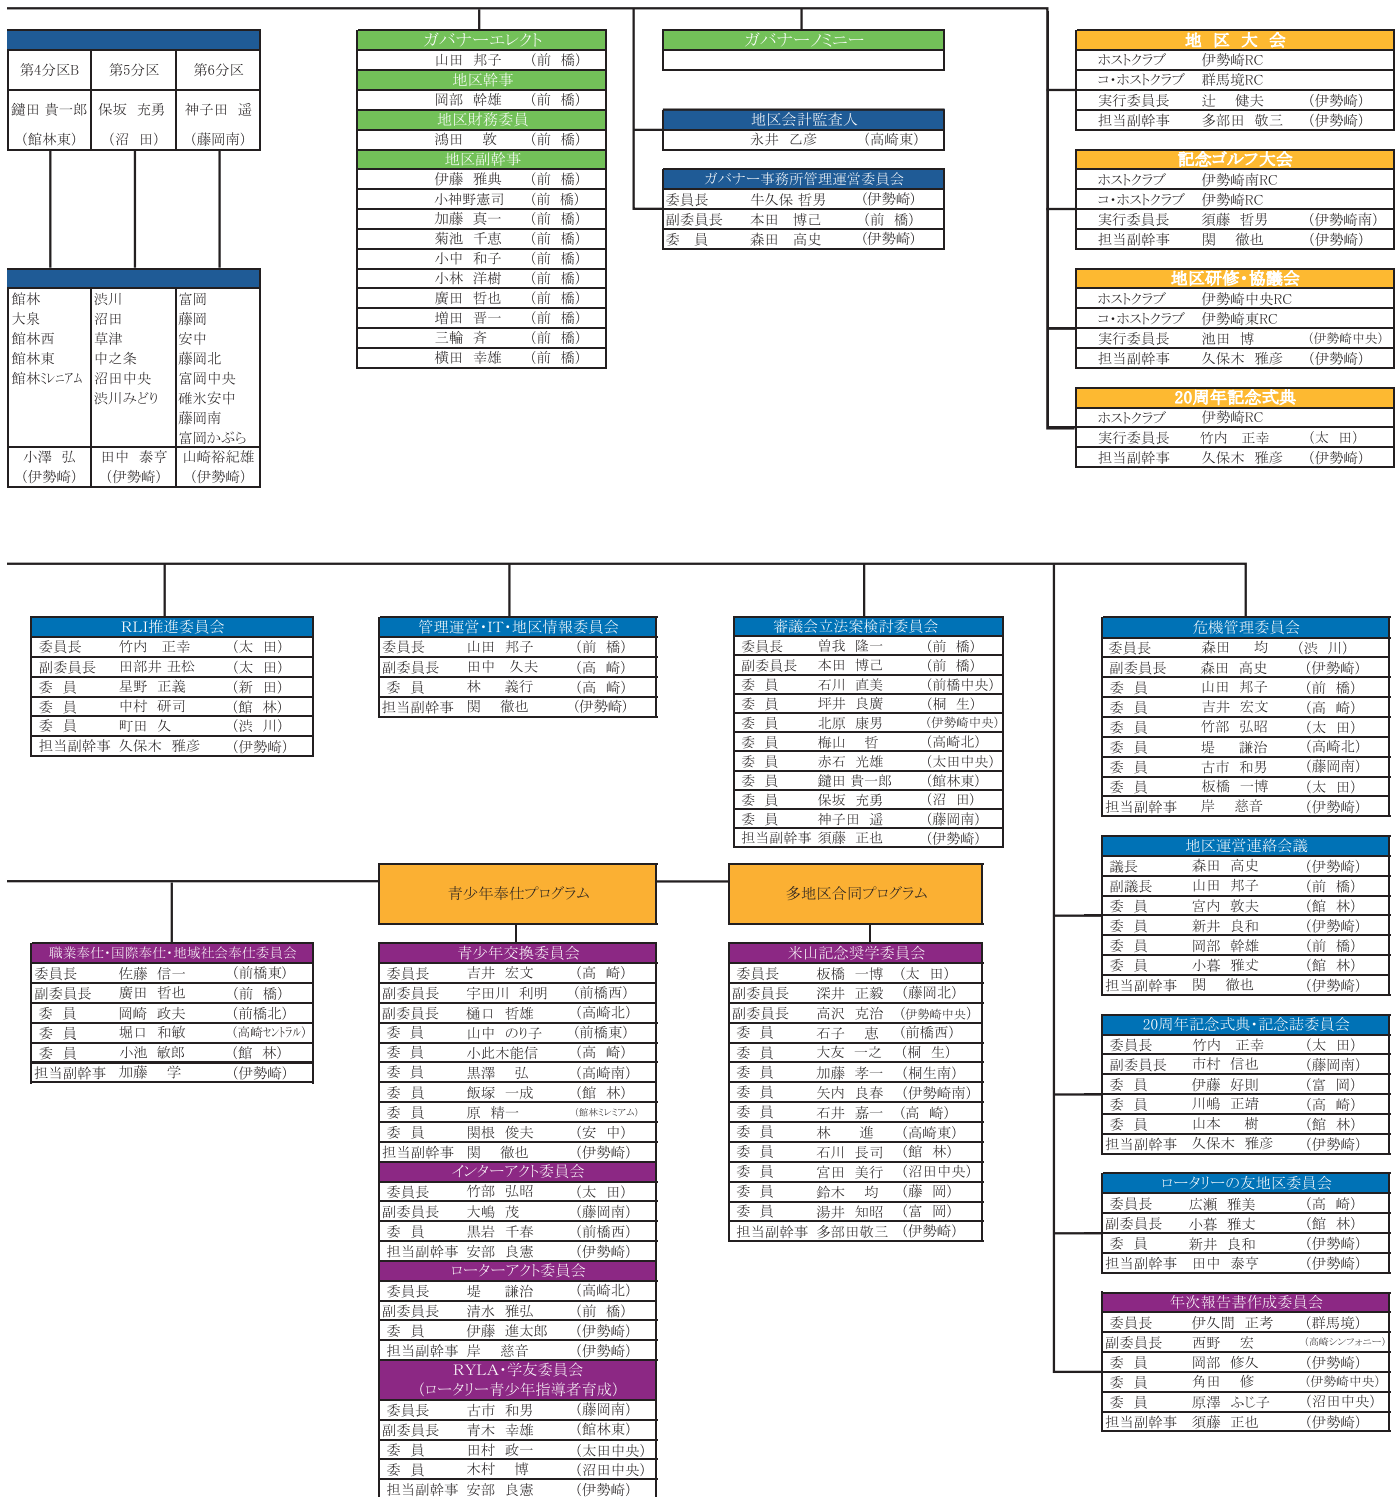 第4分区B 第5分区 第6分区
鑓田 貴一郎 保坂 充勇 神子田 遥
（館林東） （沼 田） （藤岡南）
館林 渋川 富岡
大泉 沼田 藤岡
館林西 草津 安中
館林東 中之条 藤岡北
館林ミレニアム 沼田中央 富岡中央
渋川みどり 碓氷安中
藤岡南
富岡かぶら
小澤 弘 田中 泰亨 山崎裕紀雄
（伊勢崎） （伊勢崎） （伊勢崎）
ガバナーエレクト
山田 邦子 （前 橋）
地区幹事
岡部 幹雄 （前 橋）
地区財務委員
鴻田 敦 （前 橋）
地区副幹事
伊藤 雅典 （前 橋）
小神野憲司 （前 橋）
加藤 真一 （前 橋）
菊池 千恵 （前 橋）
小中 和子 （前 橋）
小林 洋樹 （前 橋）
廣田 哲也 （前 橋）
増田 晋一 （前 橋）
三輪 斉 （前 橋）
横田 幸雄 （前 橋）
ガバナーノミニー
地区会計監査人
永井 乙彦 （高崎東）
ガバナー事務所管理運営委員会
委員長 牛久保 哲男 （伊勢崎）
副委員長 本田 博己 （前 橋）
委 員 森田 高史 （伊勢崎）
地 区 大 会
ホストクラブ 伊勢崎RC
コ・ホストクラブ 群馬境RC
実行委員長 辻 健夫 （伊勢崎）
担当副幹事 多部田 敬三 （伊勢崎）
記念ゴルフ大会
ホストクラブ 伊勢崎南RC
コ・ホストクラブ 伊勢崎RC
実行委員長 須藤 哲男 （伊勢崎南）
担当副幹事 関 徹也 （伊勢崎）
地区研修・協議会
ホストクラブ 伊勢崎中央RC
コ・ホストクラブ 伊勢崎東RC
実行委員長 池田 博 （伊勢崎中央）
担当副幹事 久保木 雅彦 （伊勢崎）
20周年記念式典
ホストクラブ 伊勢崎RC
実行委員長 竹内 正幸 （太 田）
担当副幹事 久保木 雅彦 （伊勢崎）
RLI推進委員会
委員長 竹内 正幸 （太 田）
副委員長 田部井 丑松 （太 田）
委 員 星野 正義 （新 田）
委 員 中村 研司 （館 林）
委 員 町田 久 （渋 川）
担当副幹事 久保木 雅彦 （伊勢崎）
管理運営・IT・地区情報委員会
委員長 山田 邦子 （前 橋）
副委員長 田中 久夫 （高 崎）
委 員 林 義行 （高 崎）
担当副幹事 関 徹也 （伊勢崎）
審議会立法案検討委員会
委員長 曽我 隆一 （前 橋）
副委員長 本田 博己 （前 橋）
委 員 石川 直美 （前橋中央）
委 員 坪井 良廣 （桐 生）
委 員 北原 康男 （伊勢崎中央）
委 員 梅山 哲 （高崎北）
委 員 赤石 光雄 （太田中央）
委 員 鑓田 貴一郎 （館林東）
委 員 保坂 充勇 （沼 田）
委 員 神子田 遥 （藤岡南）
担当副幹事 須藤 正也 （伊勢崎）
危機管理委員会
委員長 森田 均 （渋 川）
副委員長 森田 高史 （伊勢崎）
委 員 山田 邦子 （前 橋）
委 員 吉井 宏文 （高 崎）
委 員 竹部 弘昭 （太 田）
委 員 堤 謙治 （高崎北）
委 員 古市 和男 （藤岡南）
委 員 板橋 一博 （太 田）
担当副幹事 岸 慈音 （伊勢崎）
地区運営連絡会議
議長 森田 高史 （伊勢崎）
副議長 山田 邦子 （前 橋）
委 員 宮内 敦夫 （館 林）
委 員 新井 良和 （伊勢崎）
委 員 岡部 幹雄 （前 橋）
委 員 小暮 雅丈 （館 林）
担当副幹事 関 徹也 （伊勢崎）
20周年記念式典・記念誌委員会
委員長 竹内 正幸 （太 田）
副委員長 市村 信也 （藤岡南）
委 員 伊藤 好則 （富 岡）
委 員 川嶋 正靖 （高 崎）
委 員 山本 樹 （館 林）
担当副幹事 久保木 雅彦 （伊勢崎）
ロータリーの友地区委員会
委員長 広瀬 雅美 （高 崎）
副委員長 小暮 雅丈 （館 林）
委 員 新井 良和 （伊勢崎）
担当副幹事 田中 泰亨 （伊勢崎）
年次報告書作成委員会
委員長 伊久間 正考 （群馬境）
副委員長 西野 宏 （高崎シンフォニー）
委 員 岡部 修久 （伊勢崎）
委 員 角田 修 （伊勢崎中央）
委 員 原澤 ふじ子 （沼田中央）
担当副幹事 須藤 正也 （伊勢崎）
青少年奉仕プログラム
多地区合同プログラム
職業奉仕・国際奉仕・地域社会奉仕委員会
委員長 佐藤 信一 （前橋東）
副委員長 廣田 哲也 （前 橋）
委 員 岡崎 政夫 （前橋北）
委 員 堀口 和敏 （高崎セントラル）
委 員 小池 敏郎 （館 林）
担当副幹事 加藤 学 （伊勢崎）
青少年交換委員会
委員長 吉井 宏文 （高 崎）
副委員長 宇田川 利明 （前橋西）
副委員長 樋口 哲雄 （高崎北）
委 員 山中 のり子 （前橋東）
委 員 小此木能信 （高 崎）
委 員 黒澤 弘 （高崎南）
委 員 飯塚 一成 （館 林）
委 員 原 精一 （館林ミレミアム）
委 員 関根 俊夫 （安 中）
担当副幹事 関 徹也 （伊勢崎）
インターアクト委員会
委員長 竹部 弘昭 （太 田）
副委員長 大嶋 茂 （藤岡南）
委 員 黒岩 千春 （前橋西）
担当副幹事 安部 良憲 （伊勢崎）
ローターアクト委員会
委員長 堤 謙治 （高崎北）
副委員長 清水 雅弘 （前 橋）
委 員 伊藤 進太郎 （伊勢崎）
担当副幹事 岸 慈音 （伊勢崎）
RYLA・学友委員会
（ロータリー青少年指導者育成）
委員長 古市 和男 （藤岡南）
副委員長 青木 幸雄 （館林東）
委 員 田村 政一 （太田中央）
委 員 木村 博 （沼田中央）
担当副幹事 安部 良憲 （伊勢崎）
米山記念奨学委員会
委員長 板橋 一博 （太 田）
副委員長 深井 正毅 （藤岡北）
副委員長 高沢 克治 （伊勢崎中央）
委 員 石子 恵 （前橋西）
委 員 大友 一之 （桐 生）
委 員 加藤 孝一 （桐生南）
委 員 矢内 良春 （伊勢崎南）
委 員 石井 嘉一 （高 崎）
委 員 林 進 （高崎東）
委 員 石川 長司 （館 林）
委 員 宮田 美行 （沼田中央）
委 員 鈴木 均 （藤 岡）
委 員 湯井 知昭 （富 岡）
担当副幹事 多部田敬三 （伊勢崎）